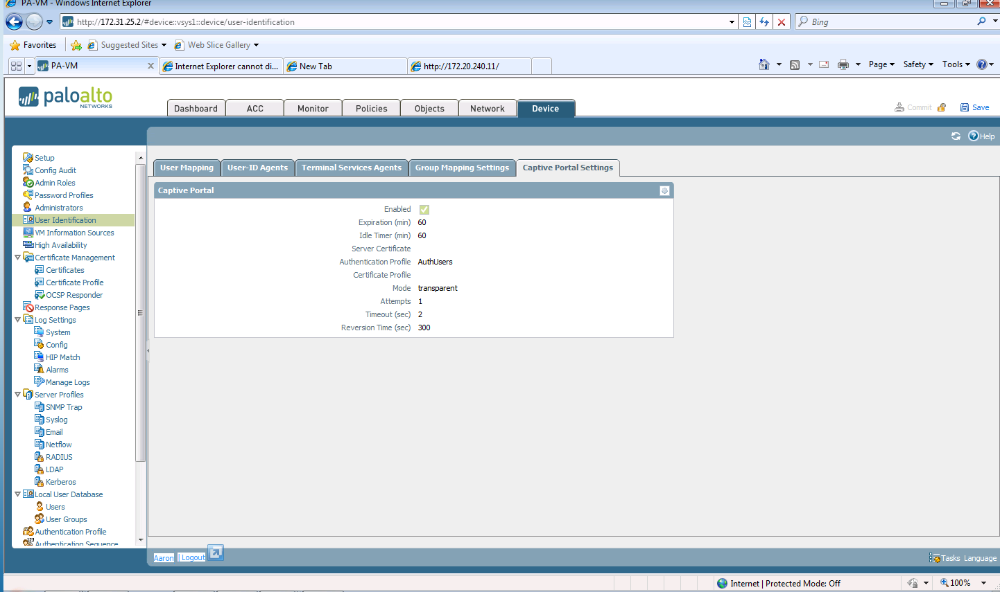 PA-VM - Windows Internet Explorer
http://172.31.25.2/#device::vsys1::device/user-identification
Bing
Favorites
Suggested Sites
Web Slice Gallery
PA-VM
Internet Explorer cannot di...
New Tab
http://172.20.240.11/
Page
Safety
Tools
paloalto
NETWORKS
Dashboard
ACC
Monitor
Policies
Objects
Network
Device
Commit
Save
Help
Setup
Config Audit
Admin Roles
Password Profiles
Administrators
User Identification
VM Information Sources
High Availability
Certificate Management
Certificates
Certificate Profile
OCSP Responder
Response Pages
Log Settings
System
Config
HIP Match
Alarms
Manage Logs
Server Profiles
SNMP Trap
Syslog
Email
Netflow
RADIUS
LDAP
Kerberos
Local User Database
Users
User Groups
Authentication Profile
Authentication Sequence
User Mapping
User-ID Agents
Terminal Services Agents
Group Mapping Settings
Captive Portal Settings
Captive Portal
Enabled
Expiration (min) 60
Idle Timer (min) 60
Server Certificate
Authentication Profile AuthUsers
Certificate Profile
Mode transparent
Attempts 1
Timeout (sec) 2
Reversion Time (sec) 300
Aaron | Logout
Tasks Language
Internet | Protected Mode: Off
100%